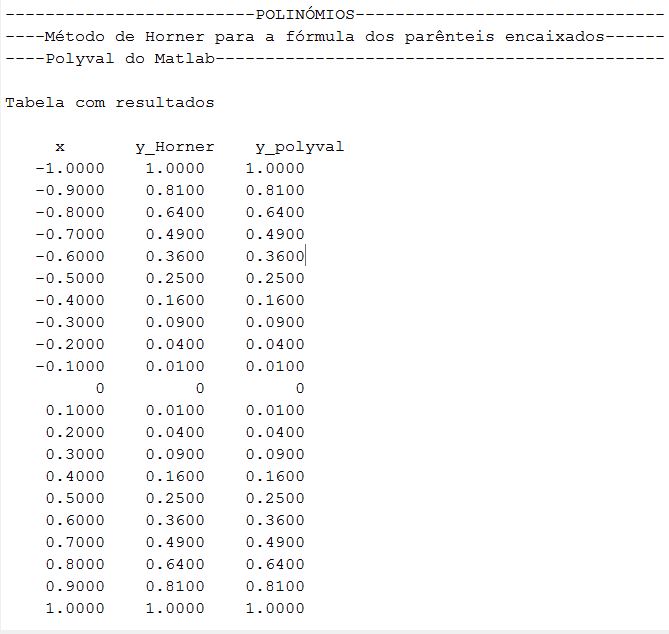 -------------------------POLINÓMIOS-------------------------------
----Método de Horner para a fórmula dos parênteis encaixados------
----Polyval do Matlab---------------------------------------------
Tabela com resultados
x y_Horner y_polyval
-1.0000 1.0000 1.0000
-0.9000 0.8100 0.8100
-0.8000 0.6400 0.6400
-0.7000 0.4900 0.4900
-0.6000 0.3600 0.3600
-0.5000 0.2500 0.2500
-0.4000 0.1600 0.1600
-0.3000 0.0900 0.0900
-0.2000 0.0400 0.0400
-0.1000 0.0100 0.0100
0 0 0
0.1000 0.0100 0.0100
0.2000 0.0400 0.0400
0.3000 0.0900 0.0900
0.4000 0.1600 0.1600
0.5000 0.2500 0.2500
0.6000 0.3600 0.3600
0.7000 0.4900 0.4900
0.8000 0.6400 0.6400
0.9000 0.8100 0.8100
1.0000 1.0000 1.0000